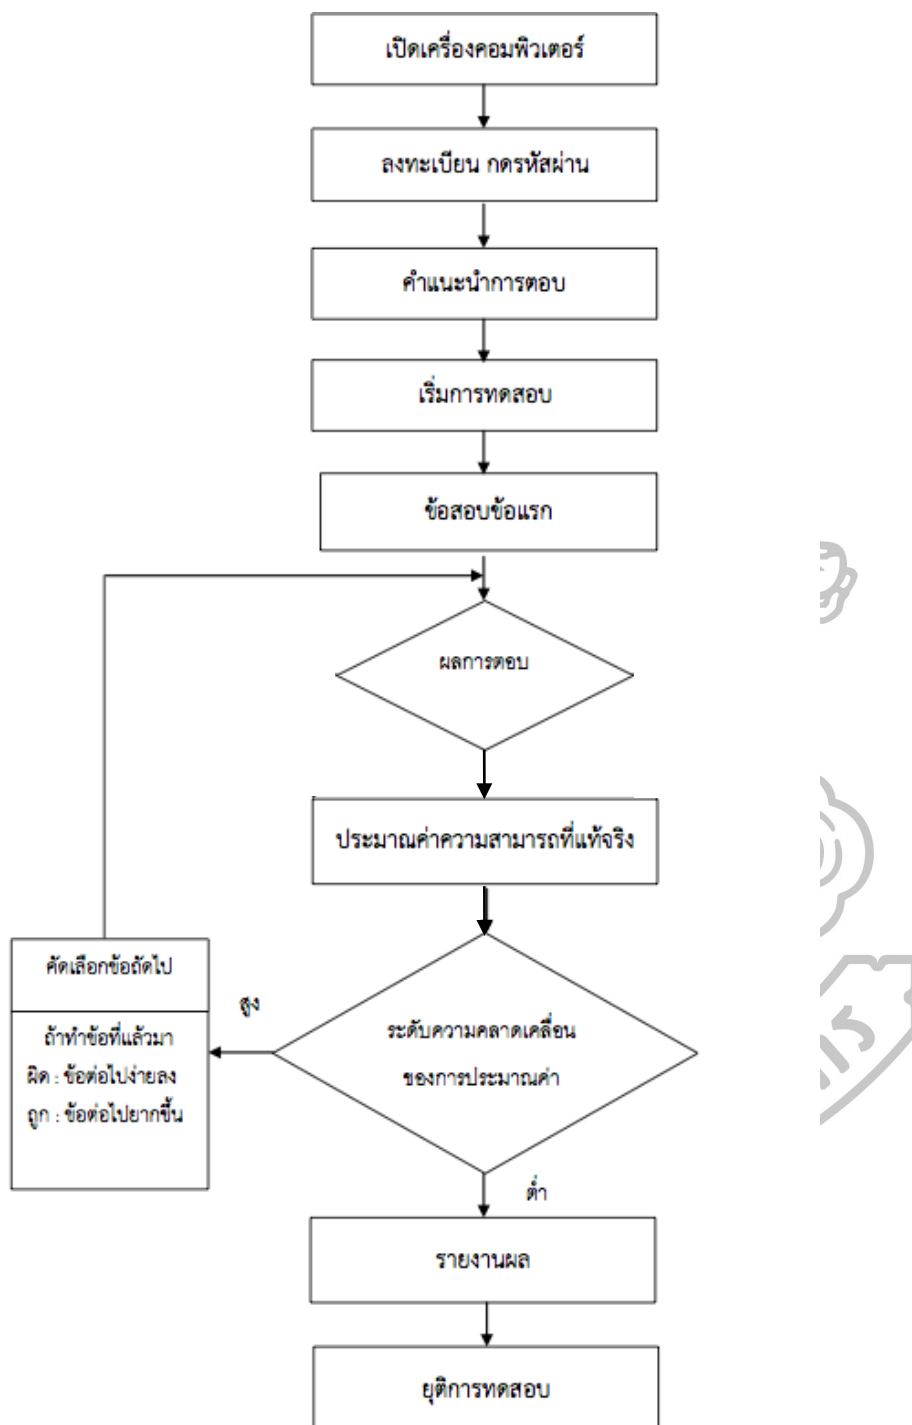 เปิดเครื่องคอมพิวเตอร์
ลงทะเบียน กดรหัสผ่าน
คำแนะนำการตอบ
เริ่มการทดสอบ
ข้อสอบข้อแรก
ผลการตอบ
ประมาณค่าความสามารถที่แท้จริง
ระดับความคลาดเคลื่อน
ของการประมาณค่า
สูง
คัดเลือกข้อถัดไป
ถ้าทำข้อที่แล้วมา
ผิด : ข้อต่อไปง่ายลง
ถูก : ข้อต่อไปยากขึ้น
ต่ำ
รายงานผล
ยุติการทดสอบ